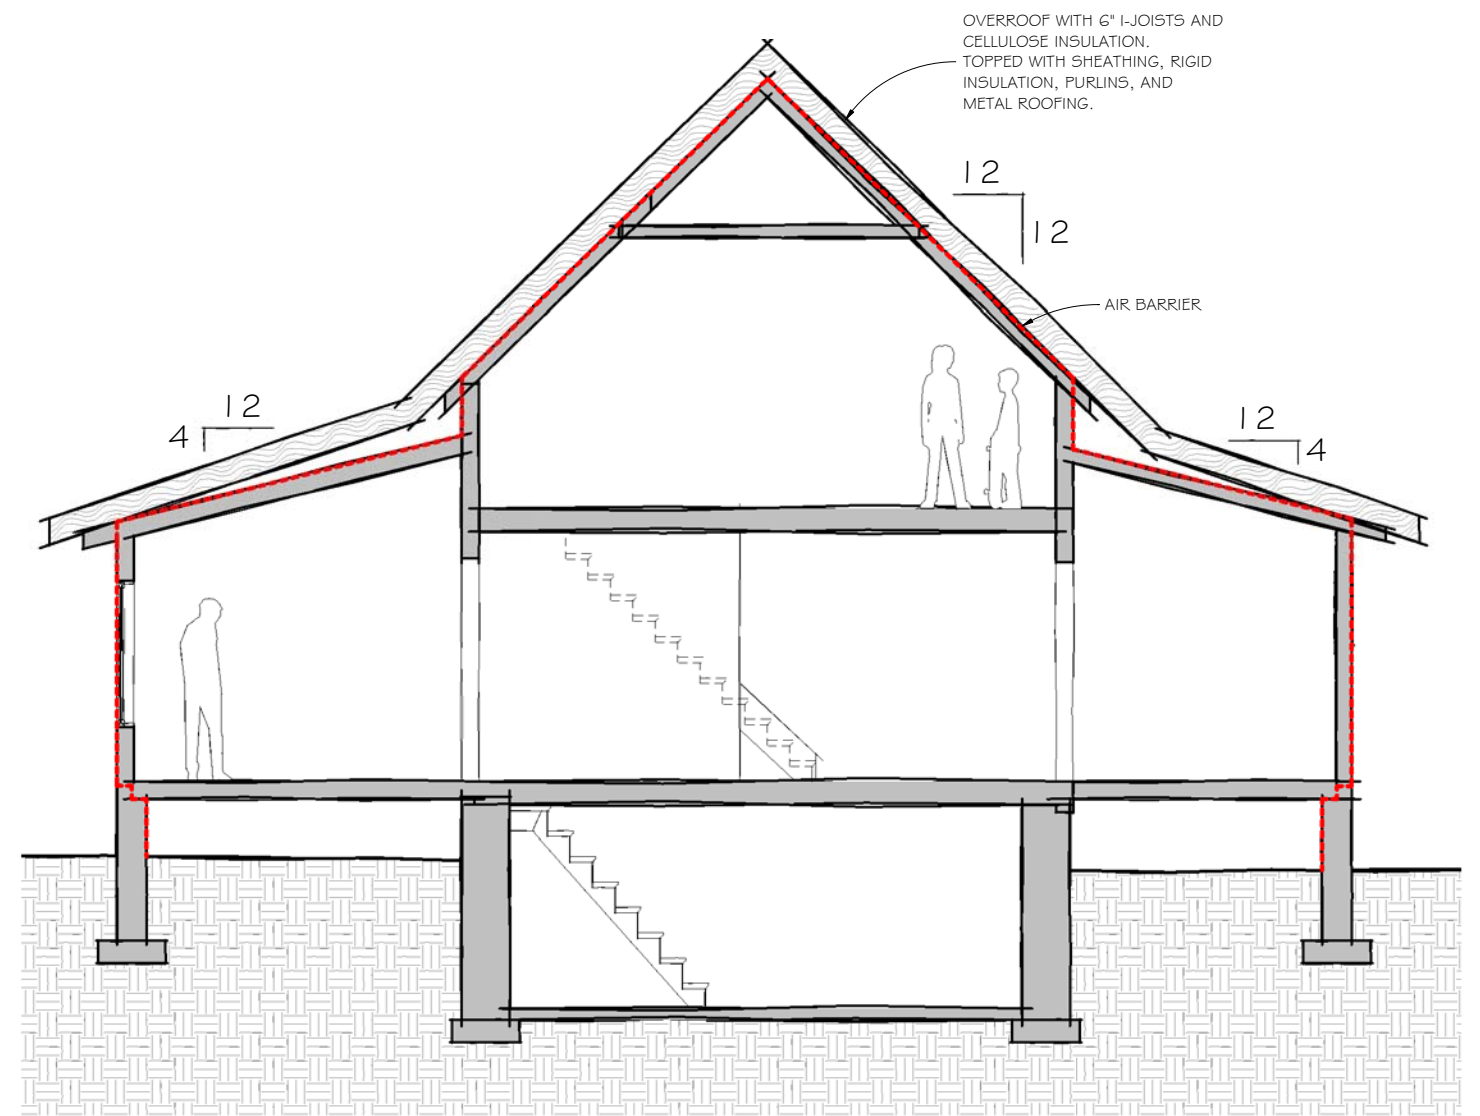 OVERROOF WITH 6" I-JOISTS AND
CELLULOSE INSULATION.
TOPPED WITH SHEATHING, RIGID
INSULATION, PURLINS, AND
METAL ROOFING.
12
12
AIR BARRIER
12
4
12
4